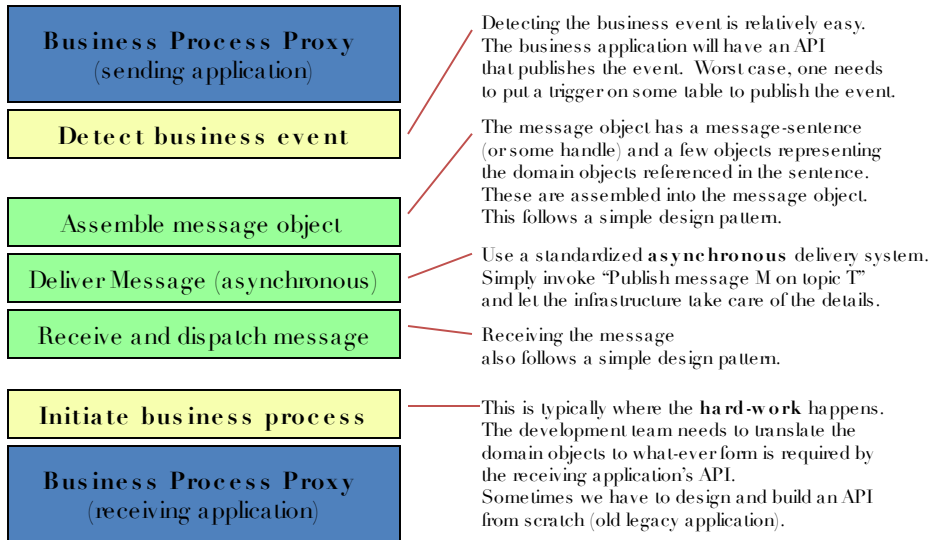 Business Process Proxy
(sending application)
Detect business event
Assemble message object
Deliver Message (asynchronous)
Receive and dispatch message
Initiate business process
Business Process Proxy
(receiving application)
Detecting the business event is relatively easy.
The business application will have an API
that publishes the event.  Worst case, one needs
to put a trigger on some table to publish the event.
The message object has a message-sentence
(or some handle) and a few objects representing
the domain objects referenced in the sentence.
These are assembled into the message object.
This follows a simple design pattern.
Use a standardized asynchronous delivery system.
Simply invoke “Publish message M on topic T”
and let the infrastructure take care of the details.
Receiving the message
also follows a simple design pattern.
This is typically where the hard-work happens.
The development team needs to translate the
domain objects to what-ever form is required by
the receiving application’s API.
Sometimes we have to design and build an API
from scratch (old legacy application).